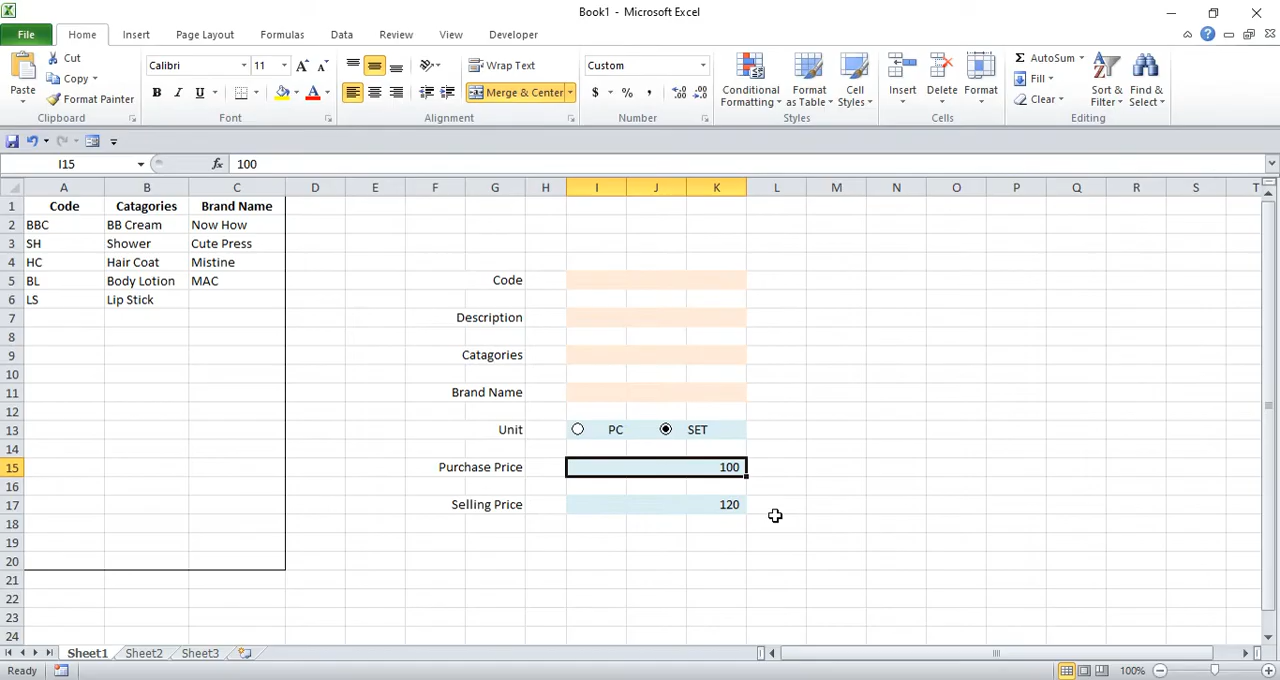 Book1 - Microsoft Excel
File Home Insert Page Layout Formulas Data Review View Developer
Paste Cut Copy Format Painter Clipboard
Calibri 11 A A B I U A Font
Wrap Text Merge & Center Alignment
Custom $ % , .0 .00 .00 .0 Number
Conditional Formatting Format as Table Cell Styles Styles
Insert Delete Format Cells
Σ AutoSum Fill Clear Sort & Filter Find & Select Editing
I15 fx 100
A B C D E F G H I J K L M N O P Q R S T
1 Code Catagories Brand Name
2 BBC BB Cream Now How
3 SH Shower Cute Press
4 HC Hair Coat Mistine
5 BL Body Lotion MAC Code
6 LS Lip Stick
7 Description
8
9 Catagories
10
11 Brand Name
12
13 Unit PC SET
14
15 Purchase Price 100
16
17 Selling Price 120
18
19
20
21
22
23
24
Sheet1 Sheet2 Sheet3
Ready 100%